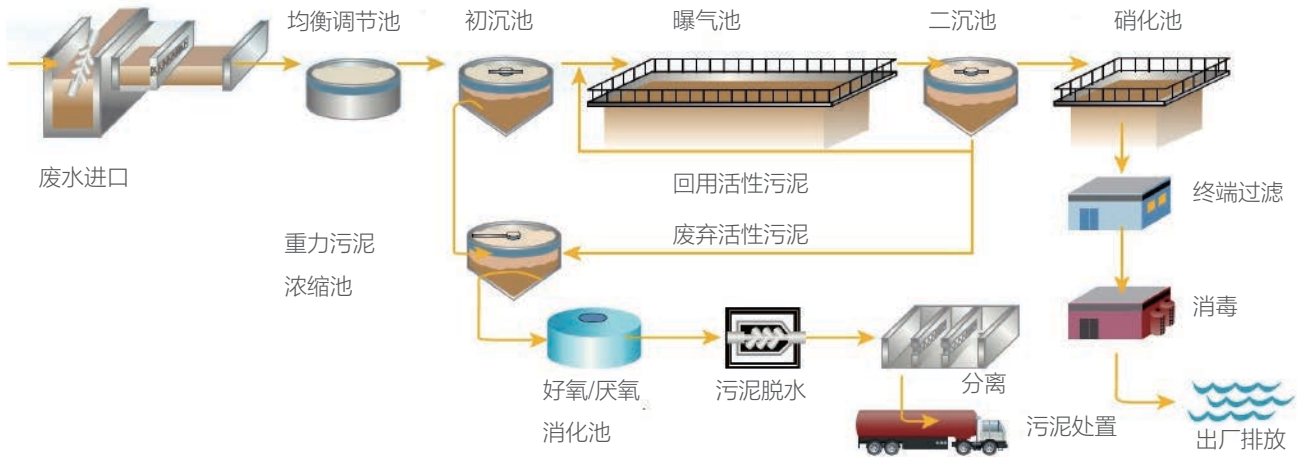 均衡调节池
初沉池
曝气池
二沉池
硝化池
废水进口
回用活性污泥
终端过滤
重力污泥
浓缩池
废弃活性污泥
消毒
好氧/厌氧
消化池
污泥脱水
分离
污泥处置
出厂排放